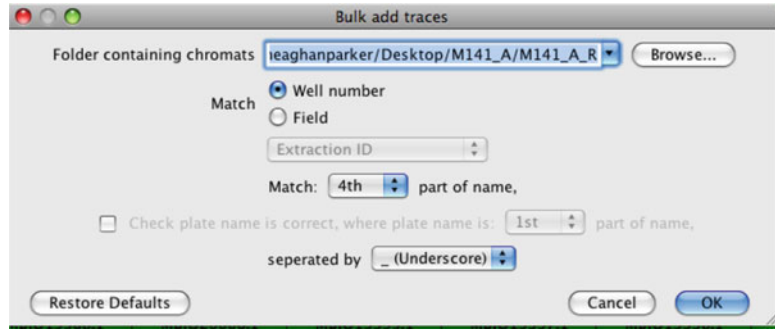 Bulk add traces
Folder containing chromats eaghanparker/Desktop/M141_A/M141_A_R Browse...
Match Well number
Field
Extraction ID
Match: 4th part of name,
Check plate name is correct, where plate name is: 1st part of name,
seperated by _ (Underscore)
Restore Defaults Cancel OK